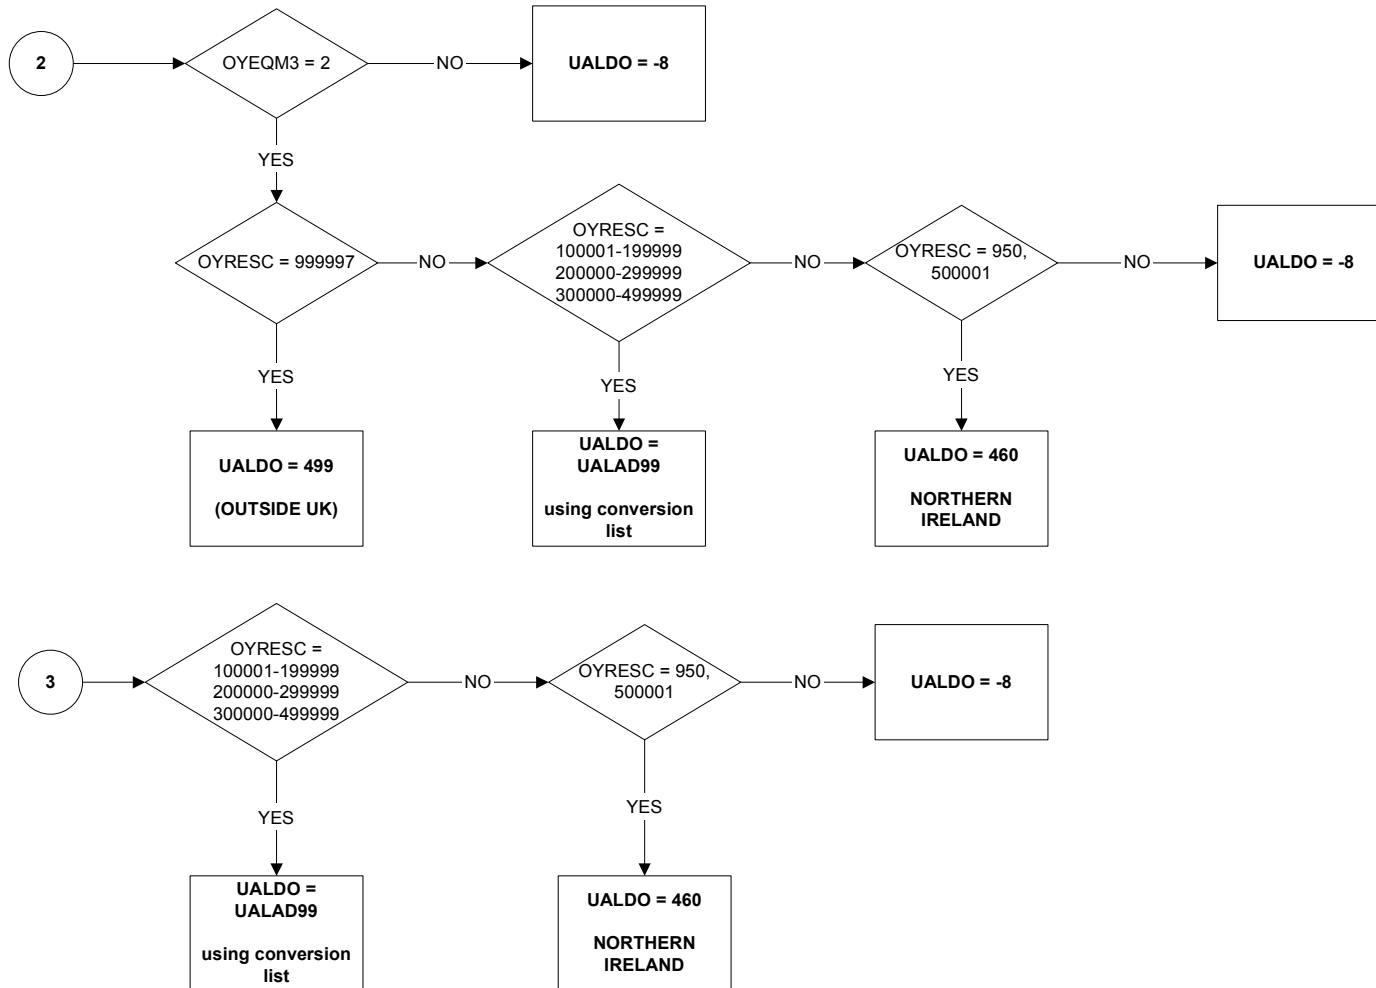 2
OYEQM3 = 2
NO
UALDO = -8
YES
OYRESC = 999997
NO
OYRESC =
100001-199999
200000-299999
300000-499999
NO
OYRESC = 950,
500001
NO
UALDO = -8
YES
YES
YES
UALDO = 499
(OUTSIDE UK)
UALDO =
UALAD99
using conversion
list
UALDO = 460
NORTHERN
IRELAND
3
OYRESC =
100001-199999
200000-299999
300000-499999
NO
OYRESC = 950,
500001
NO
UALDO = -8
YES
YES
UALDO =
UALAD99
using conversion
list
UALDO = 460
NORTHERN
IRELAND